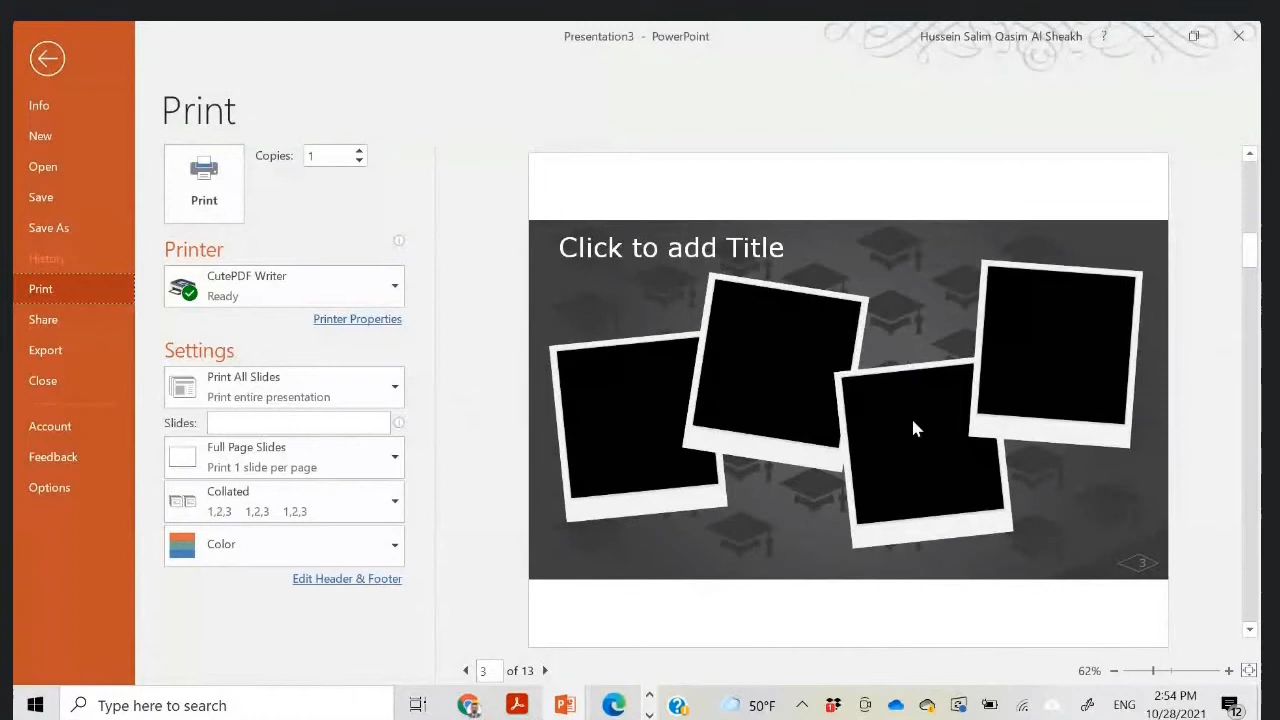 Presentation3 - PowerPoint
Hussein Salim Qasim Al Sheakh
?
Info
New
Open
Save
Save As
History
Print
Share
Export
Close
Account
Feedback
Options
Print
Print
Copies: 1
Printer
CutePDF Writer
Ready
Printer Properties
Settings
Print All Slides
Print entire presentation
Slides:
Full Page Slides
Print 1 slide per page
Collated
1,2,3 1,2,3 1,2,3
Color
Edit Header & Footer
Click to add Title
3
3 of 13
62%
Type here to search
50°F
ENG
2:54 PM
10/28/2021
12